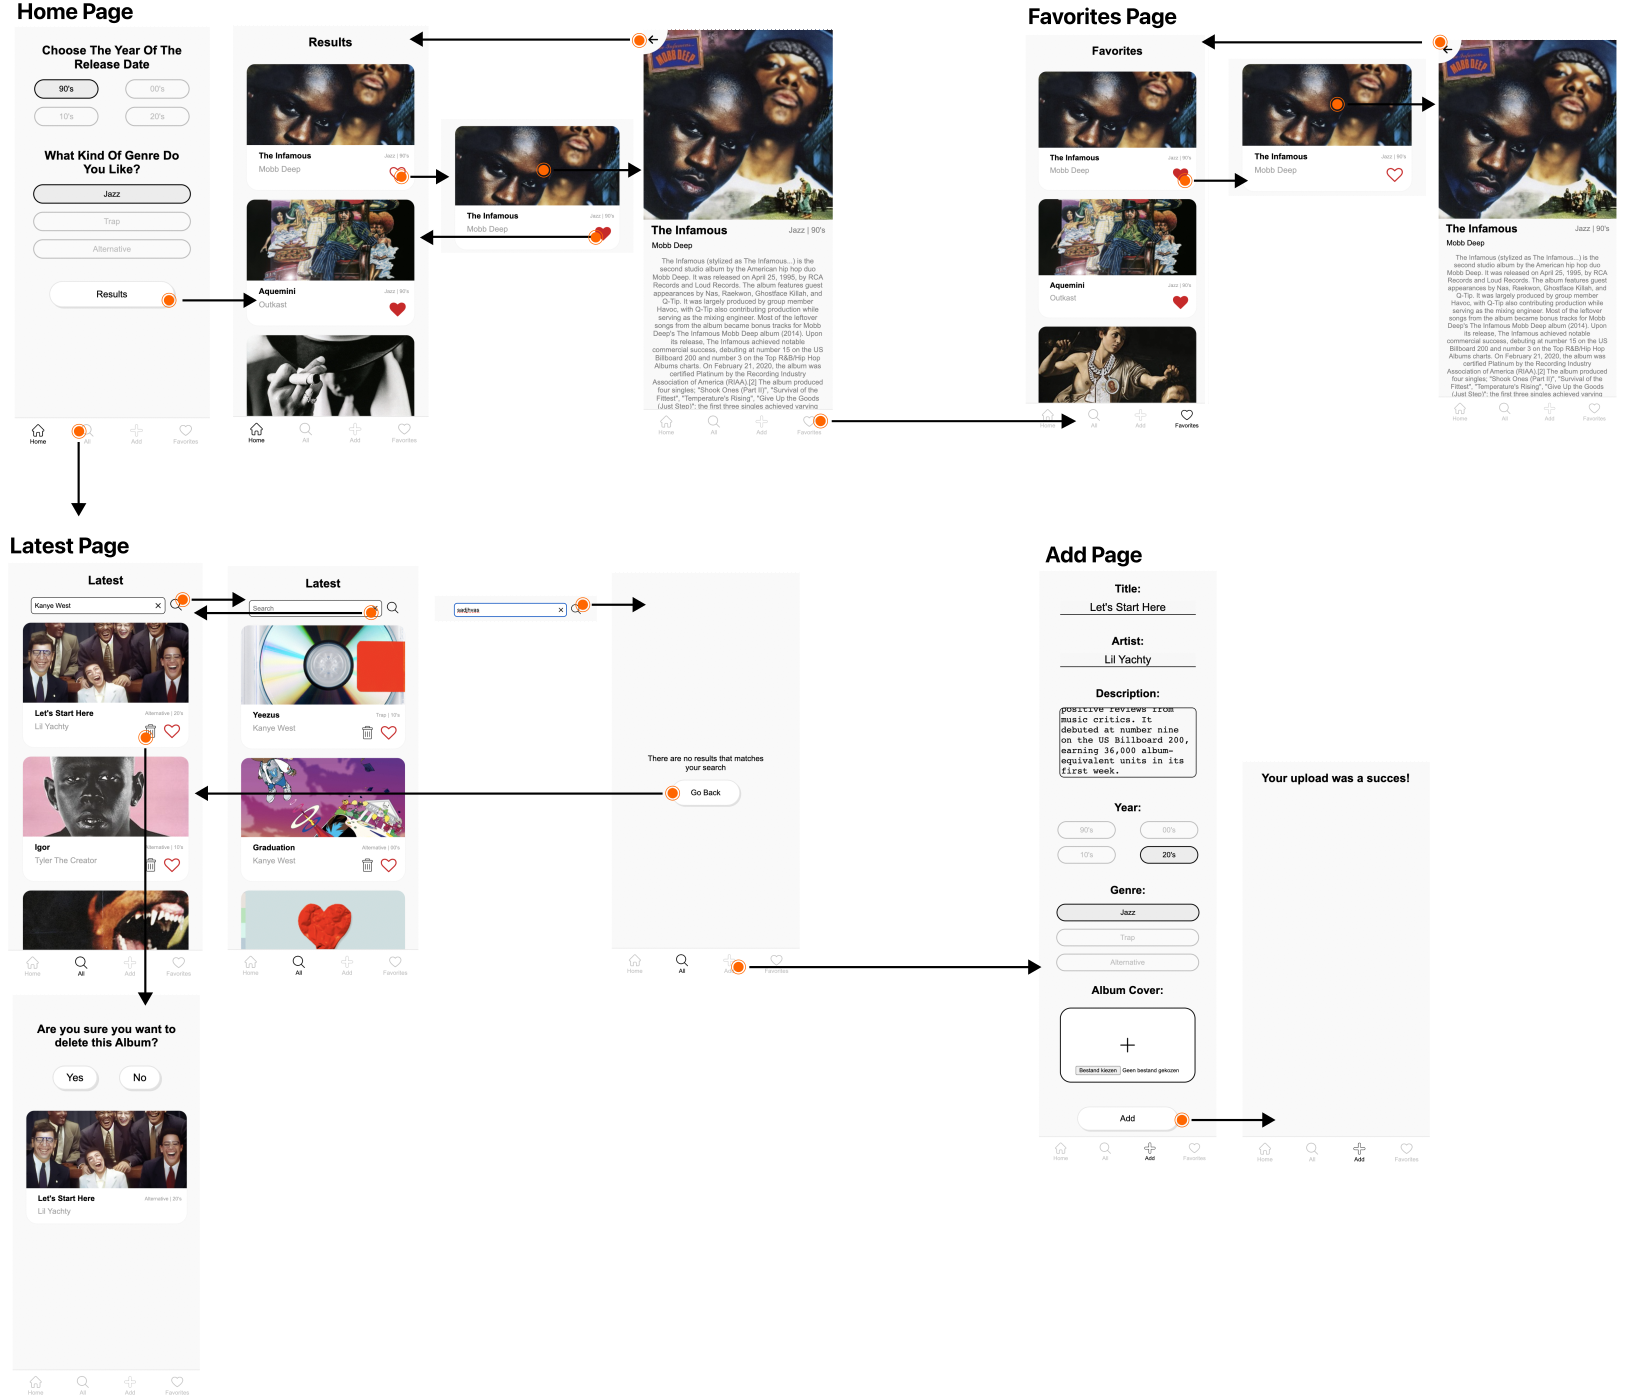 Home Page
Choose The Year Of The
Release Date
90's
00's
10's
20's
What Kind Of Genre Do
You Like?
Jazz
Trap
Alternative
Results
Home
All
Add
Favorites
Results
The Infamous
Jazz | 90's
Mobb Deep
Aquemini
Jazz | 90's
Outkast
Home
All
Add
Favorites
The Infamous
Jazz | 90's
Mobb Deep
MOBB DEEP
The Infamous
Jazz | 90's
Mobb Deep
The Infamous (stylized as The Infamous...) is the
second studio album by the American hip hop duo
Mobb Deep. It was released on April 25, 1995, by RCA
Records and Loud Records. The album features guest
appearances by Nas, Raekwon, Ghostface Killah, and
Q-Tip. It was largely produced by group member
Havoc, with Q-Tip also contributing production while
serving as the mixing engineer. Most of the leftover
songs from the album became bonus tracks for Mobb
Deep's The Infamous Mobb Deep album (2014). Upon
its release, The Infamous achieved notable
commercial success, debuting at number 15 on the US
Billboard 200 and number 3 on the Top R&B/Hip Hop
Albums charts. On February 21, 2020, the album was
certified Platinum by the Recording Industry
Association of America (RIAA).[2] The album produced
four singles; "Shook Ones (Part II)", "Survival of the
Fittest", "Temperature's Rising", "Give Up the Goods
(Just Step)"; the first three singles achieved varying
Home
All
Add
Favorites
Favorites Page
Favorites
The Infamous
Jazz | 90's
Mobb Deep
Aquemini
Jazz | 90's
Outkast
Home
All
Add
Favorites
The Infamous
Jazz | 90's
Mobb Deep
MOBB DEEP
The Infamous
Jazz | 90's
Mobb Deep
The Infamous (stylized as The Infamous...) is the
second studio album by the American hip hop duo
Mobb Deep. It was released on April 25, 1995, by RCA
Records and Loud Records. The album features guest
appearances by Nas, Raekwon, Ghostface Killah, and
Q-Tip. It was largely produced by group member
Havoc, with Q-Tip also contributing production while
serving as the mixing engineer. Most of the leftover
songs from the album became bonus tracks for Mobb
Deep's The Infamous Mobb Deep album (2014). Upon
its release, The Infamous achieved notable
commercial success, debuting at number 15 on the US
Billboard 200 and number 3 on the Top R&B/Hip Hop
Albums charts. On February 21, 2020, the album was
certified Platinum by the Recording Industry
Association of America (RIAA).[2] The album produced
four singles; "Shook Ones (Part II)", "Survival of the
Fittest", "Temperature's Rising", "Give Up the Goods
(Just Step)"; the first three singles achieved varying
Home
All
Add
Favorites
Latest Page
Latest
Kanye West
Let's Start Here
Alternative | 20's
Lil Yachty
Igor
Alternative | 10's
Tyler The Creator
Home
All
Add
Favorites
Latest
Search
Yeezus
Trap | 10's
Kanye West
Graduation
Alternative | 00's
Kanye West
Home
All
Add
Favorites
There are no results that matches
your search
Go Back
Home
All
Add
Favorites
Are you sure you want to
delete this Album?
Yes
No
Let's Start Here
Alternative | 20's
Lil Yachty
Home
All
Add
Favorites
Add Page
Title:
Let's Start Here
Artist:
Lil Yachty
Description:
positive reviews from
music critics. It
debuted at number nine
on the US Billboard 200,
earning 36,000 album-
equivalent units in its
first week.
Year:
90's
00's
10's
20's
Genre:
Jazz
Trap
Alternative
Album Cover:
Bestand kiezen Geen bestand gekozen
Add
Home
All
Add
Favorites
Your upload was a succes!
Home
All
Add
Favorites